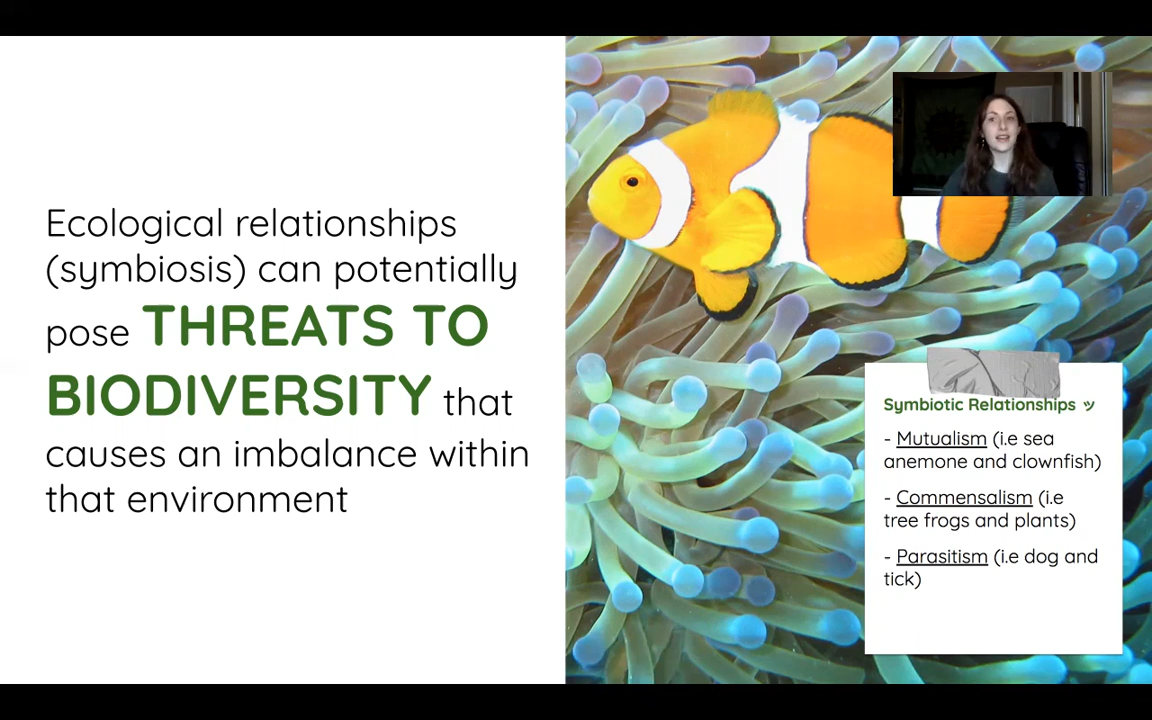 Ecological relationships
(symbiosis) can potentially
pose THREATS TO
BIODIVERSITY that
causes an imbalance within
that environment
Symbiotic Relationships ッ
- Mutualism (i.e sea
anemone and clownfish)
- Commensalism (i.e
tree frogs and plants)
- Parasitism (i.e dog and
tick)